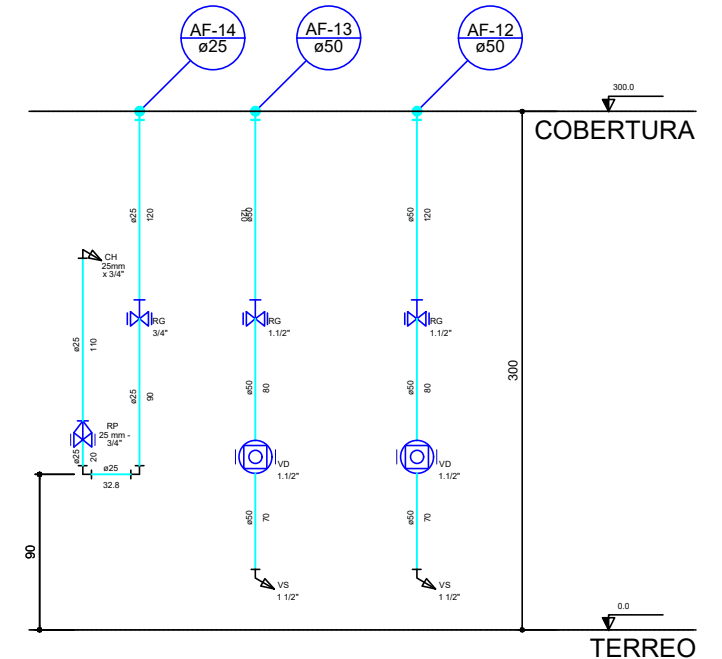 AF-14
ø25
AF-13
ø50
AF-12
ø50
300.0
COBERTURA
ø25
120
ø50
120
ø50
120
CH
25mm
x 3/4"
RG
3/4"
RG
1.1/2"
RG
1.1/2"
ø25
110
ø25
90
ø50
80
ø50
80
300
RP
25 mm -
3/4"
ø25
20
ø25
32.8
VD
1.1/2"
VD
1.1/2"
ø50
70
ø50
70
90
VS
1 1/2"
VS
1 1/2"
0.0
TERREO